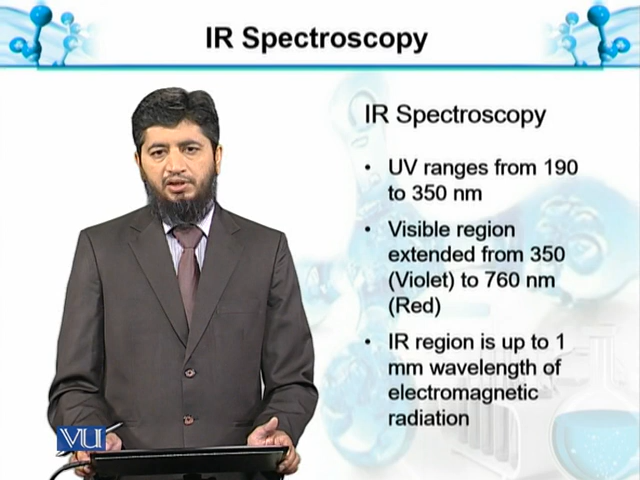 IR Spectroscopy
IR Spectroscopy
• UV ranges from 190
to 350 nm
• Visible region
extended from 350
(Violet) to 760 nm
(Red)
• IR region is up to 1
mm wavelength of
electromagnetic
radiation
VU